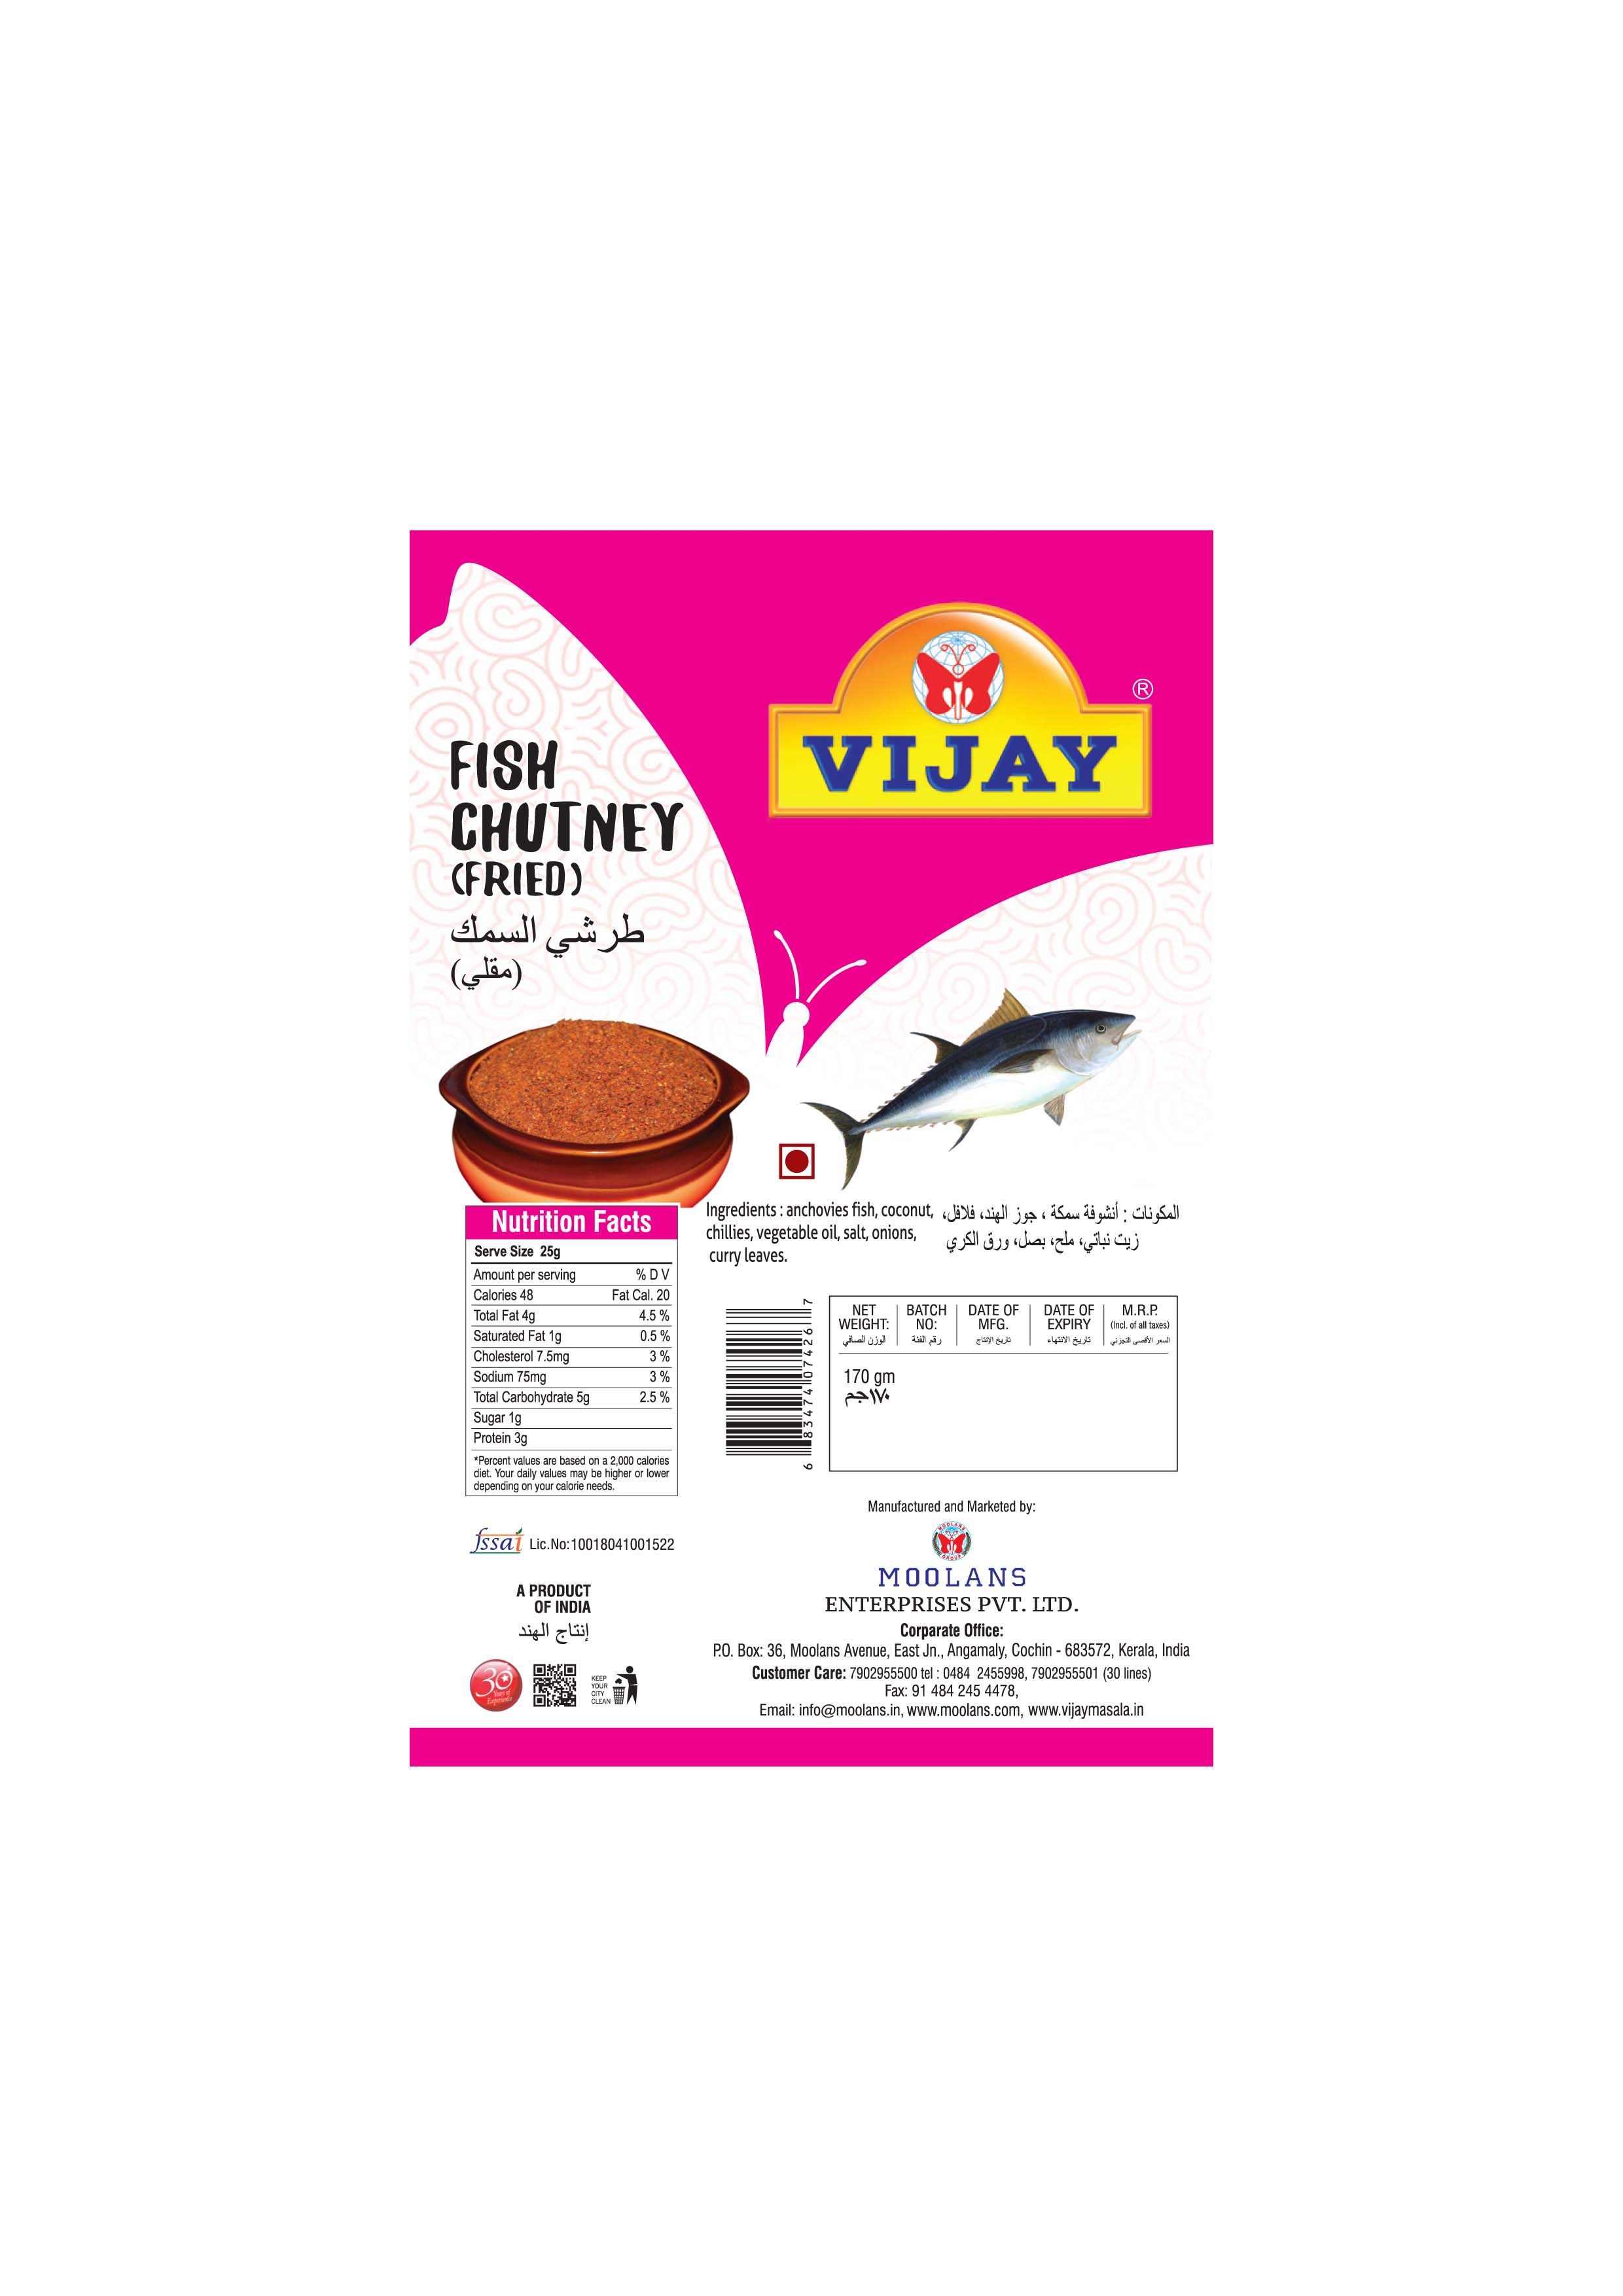 VIJAY
®
FISH
CHUTNEY
(FRIED)
طرشي السمك
(مقلي)
Ingredients : anchovies fish, coconut,
chillies, vegetable oil, salt, onions,
curry leaves.
المكونات : أنشوفة سمكة ، جوز الهند، فلافل،
زيت نباتي، ملح، بصل، ورق الكري
Nutrition Facts
Serve Size 25g
Amount per serving % D V
Calories 48 Fat Cal. 20
Total Fat 4g 4.5 %
Saturated Fat 1g 0.5 %
Cholesterol 7.5mg 3 %
Sodium 75mg 3 %
Total Carbohydrate 5g 2.5 %
Sugar 1g
Protein 3g
*Percent values are based on a 2,000 calories
diet. Your daily values may be higher or lower
depending on your calorie needs.
6 834740 742617
NET WEIGHT: الوزن الصافي
BATCH NO: رقم الفئة
DATE OF MFG. تاريخ الإنتاج
DATE OF EXPIRY تاريخ الانتهاء
M.R.P. (Incl. of all taxes) السعر الأقصى التجزئي
170 gm
١٧٠جم
fssai Lic.No:10018041001522
A PRODUCT
OF INDIA
إنتاج الهند
30
Years of
Experience
KEEP
YOUR
CITY
CLEAN
Manufactured and Marketed by:
MOOLANS
GROUP
MOOLANS
ENTERPRISES PVT. LTD.
Corparate Office:
P.O. Box: 36, Moolans Avenue, East Jn., Angamaly, Cochin - 683572, Kerala, India
Customer Care: 7902955500 tel : 0484 2455998, 7902955501 (30 lines)
Fax: 91 484 245 4478,
Email: info@moolans.in, www.moolans.com, www.vijaymasala.in